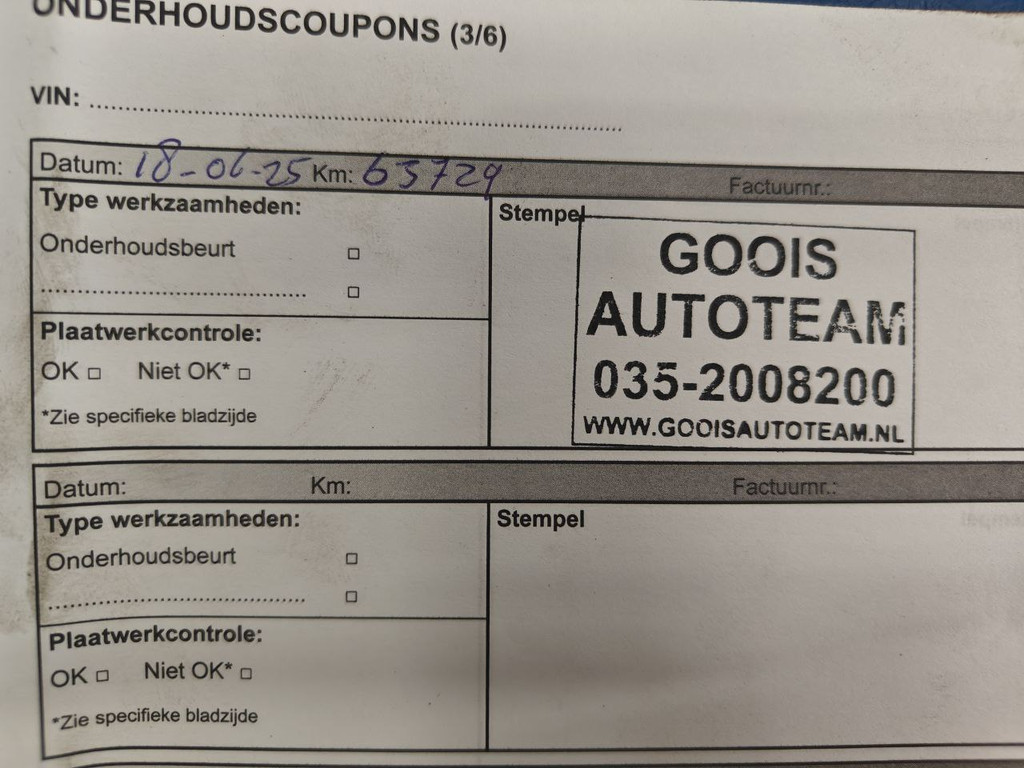 ONDERHOUDSCOUPONS (3/6)
VIN: ........................................
Datum: 18-06-25 Km: 63729 Factuurnr.:
Type werkzaamheden:
Stempel
Onderhoudsbeurt □
........................................ □
Plaatwerkcontrole:
OK □ Niet OK* □
*Zie specifieke bladzijde
GOOIS
AUTOTEAM
035-2008200
WWW.GOOISAUTOTEAM.NL
Datum: Km: Factuurnr.:
Type werkzaamheden:
Stempel
Onderhoudsbeurt □
........................................ □
Plaatwerkcontrole:
OK □ Niet OK* □
*Zie specifieke bladzijde